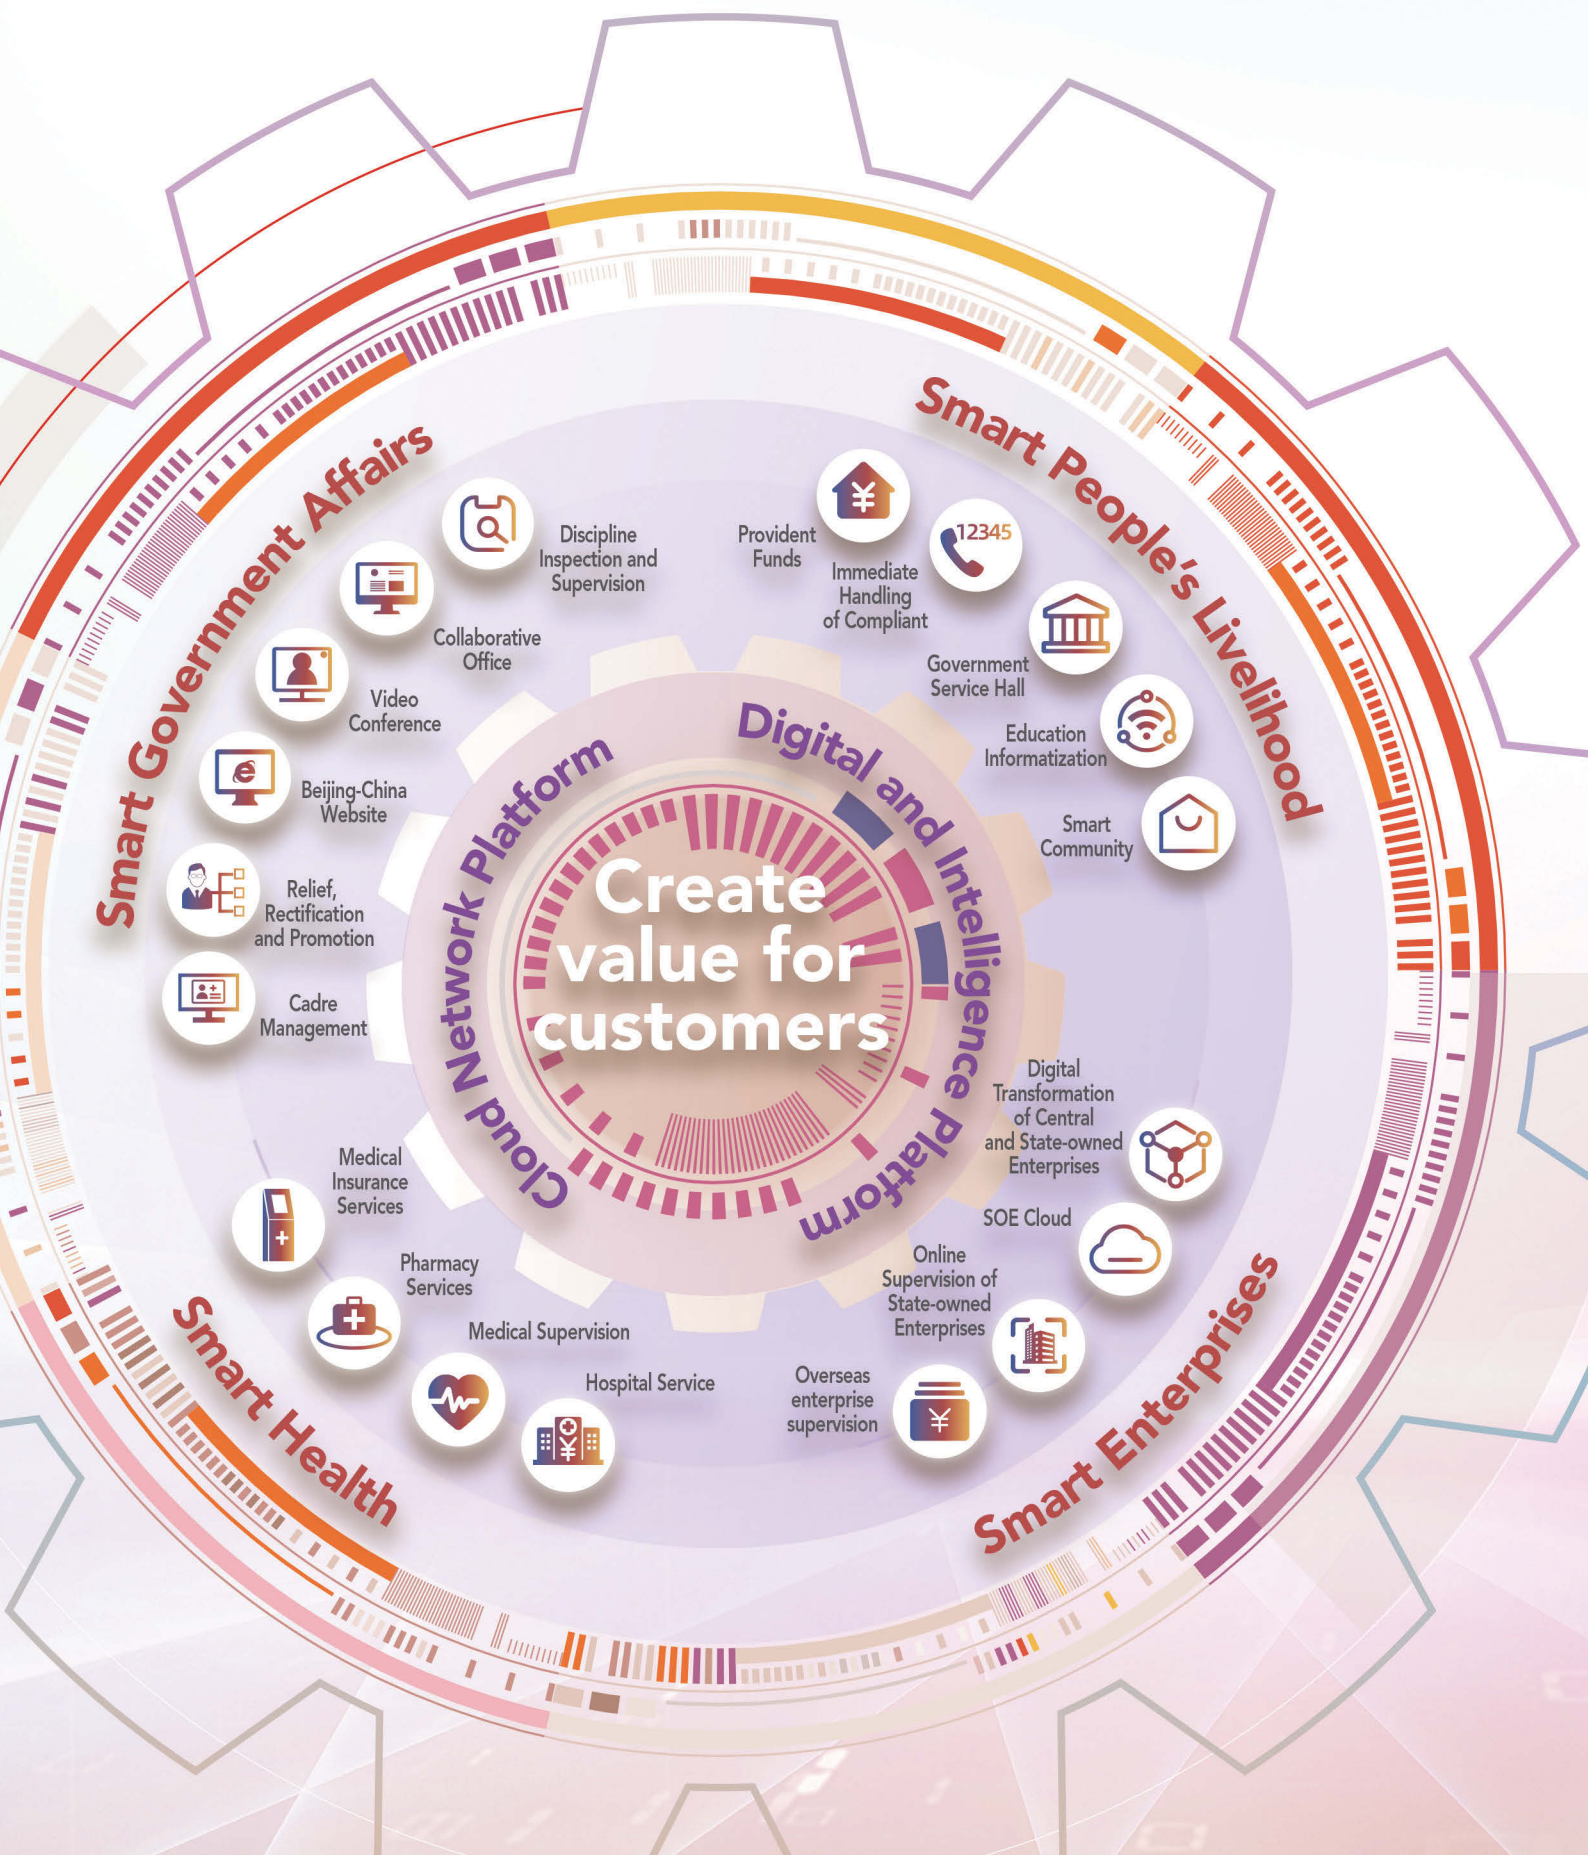 Smart Government Affairs
Discipline
Inspection and
Supervision
Collaborative
Office
Video
Conference
Beijing-China
Website
e
Relief,
Rectification
and Promotion
Cadre
Management
Smart People's Livelihood
¥
Provident
Funds
12345
Immediate
Handling
of Compliant
Government
Service Hall
Education
Informatization
Smart
Community
Cloud Network Platform
Digital and Intelligence Platform
Create
value for
customers
Smart Health
Medical
Insurance
Services
Pharmacy
Services
Medical Supervision
Hospital Service
¥
Smart Enterprises
Digital
Transformation
of Central
and State-owned
Enterprises
SOE Cloud
Online
Supervision of
State-owned
Enterprises
Overseas
enterprise
supervision
¥